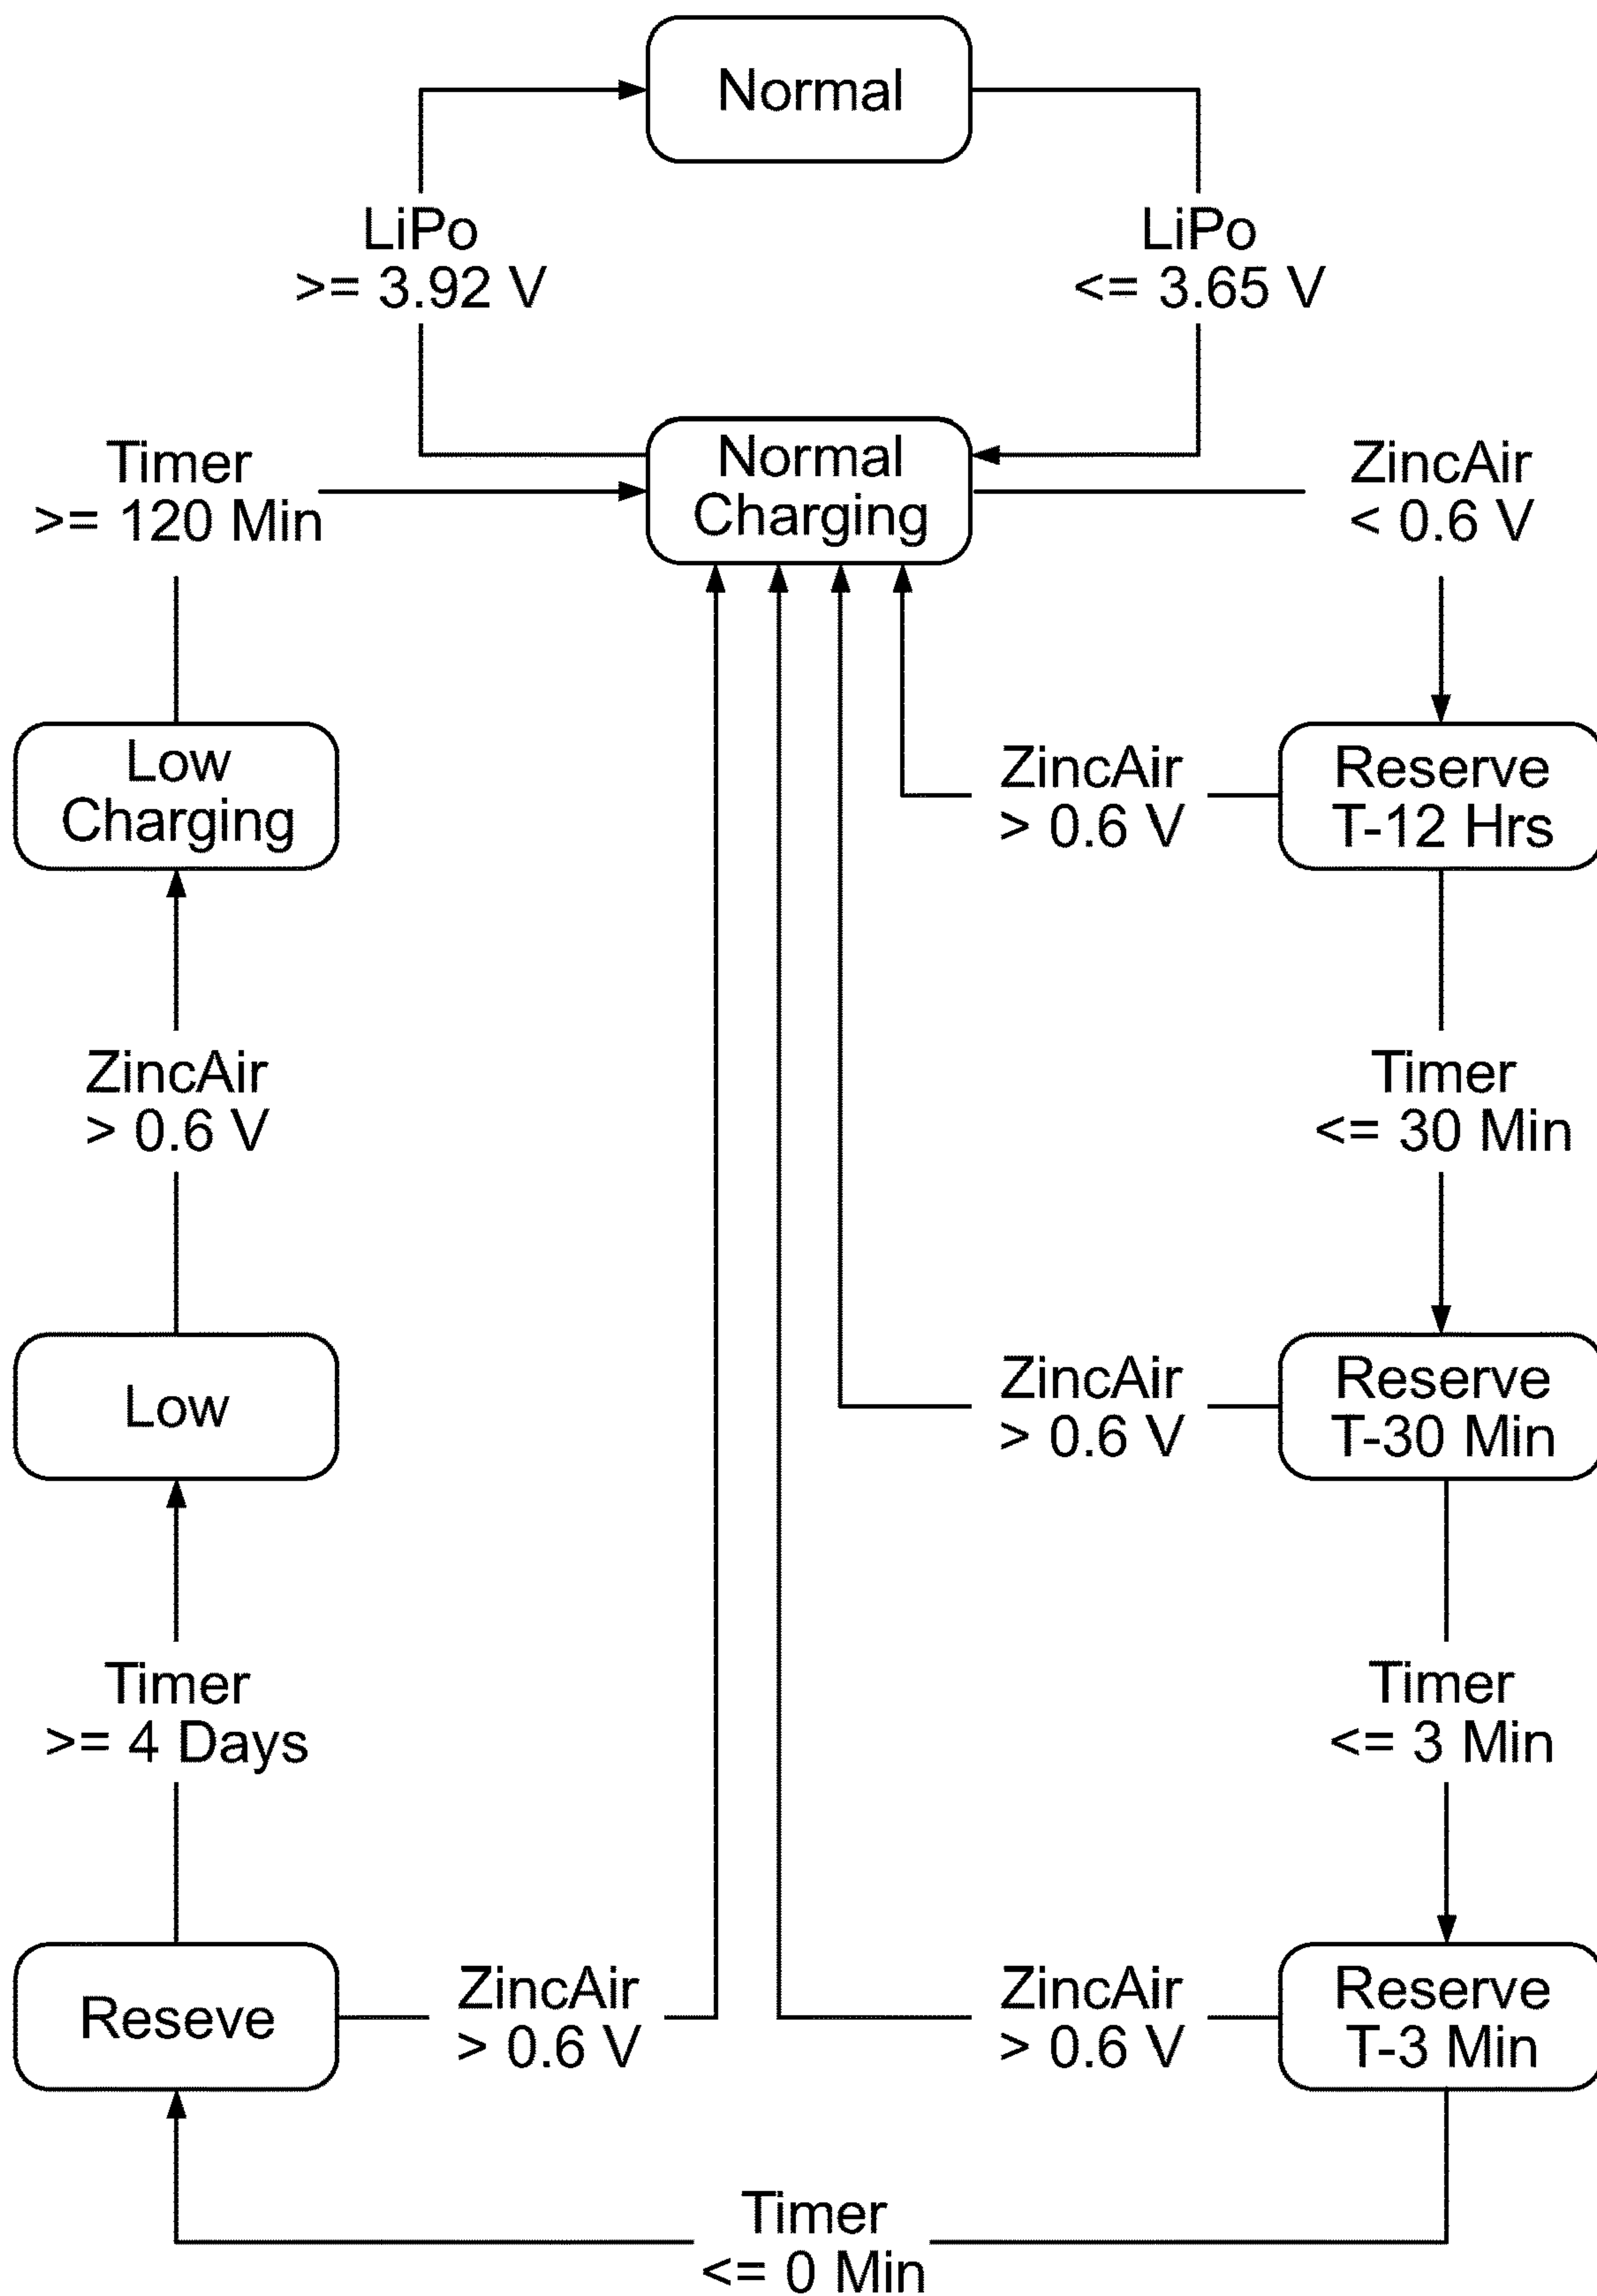 Normal
LiPo
>= 3.92 V
LiPo
<= 3.65 V
Normal
Charging
Timer
>= 120 Min
ZincAir
< 0.6 V
Low
Charging
ZincAir
> 0.6 V
Reserve
T-12 Hrs
ZincAir
> 0.6 V
Timer
<= 30 Min
Low
ZincAir
> 0.6 V
Reserve
T-30 Min
Timer
>= 4 Days
Timer
<= 3 Min
Reseve
ZincAir
> 0.6 V
ZincAir
> 0.6 V
Reserve
T-3 Min
Timer
<= 0 Min